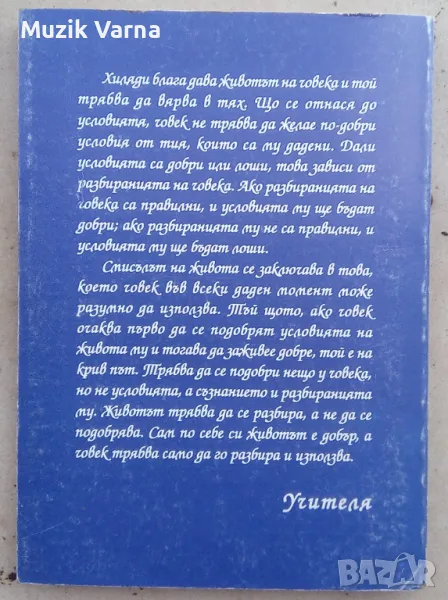 Muzik Varna
Хиляди блага дава животът на човека и той
трябва да вярва в тях. Що се отнася до
условията, човек не трябва да желае по-добри
условия от тия, които са му дадени. Дали
условията са добри или лоши, това зависи от
разбиранията на човека. Ако разбиранията на
човека са правилни, и условията му ще бъдат
добри; ако разбиранията му не са правилни, и
условията му ще бъдат лоши.
Смисълът на живота се заключава в това,
което човек във всеки даден момент може
разумно да използва. Тъй щото, ако човек
очаква първо да се подобрят условията на
живота му и тогава да заживее добре, той е на
крив път. Трябва да се подобри нещо у човека,
но не условията, а съзнанието и разбиранията
му. Животът трябва да се разбира, а не да се
подобрява. Сам по себе си животът е добър, а
човек трябва само да го разбира и използва.
Учителя
BAZAR